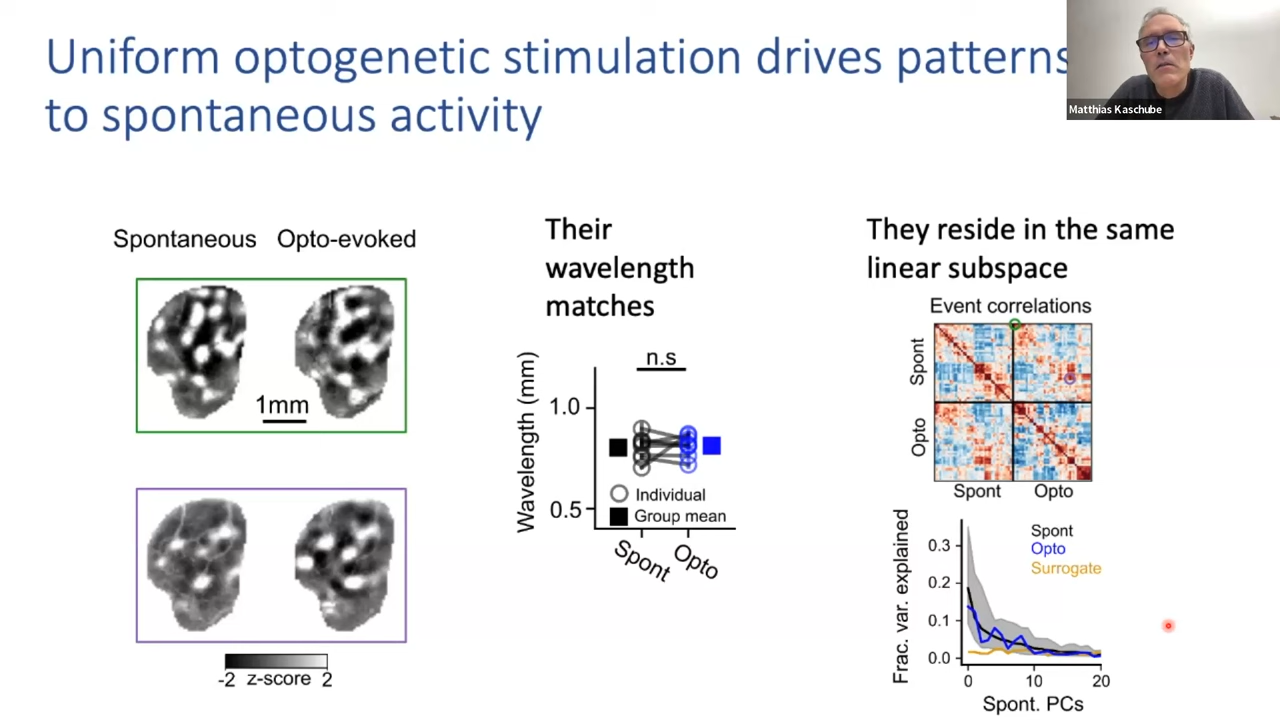 Uniform optogenetic stimulation drives patterns
to spontaneous activity
Matthias Kaschube
Spontaneous Opto-evoked
1mm
-2 z-score 2
Their
wavelength
matches
n.s
Wavelength (mm)
1.0
0.5
Individual
Group mean
Spont Opto
They reside in the same
linear subspace
Event correlations
Spont
Opto
Spont Opto
Frac. var. explained
0.3
0.2
0.1
0.0
Spont
Opto
Surrogate
0 10 20
Spont. PCs